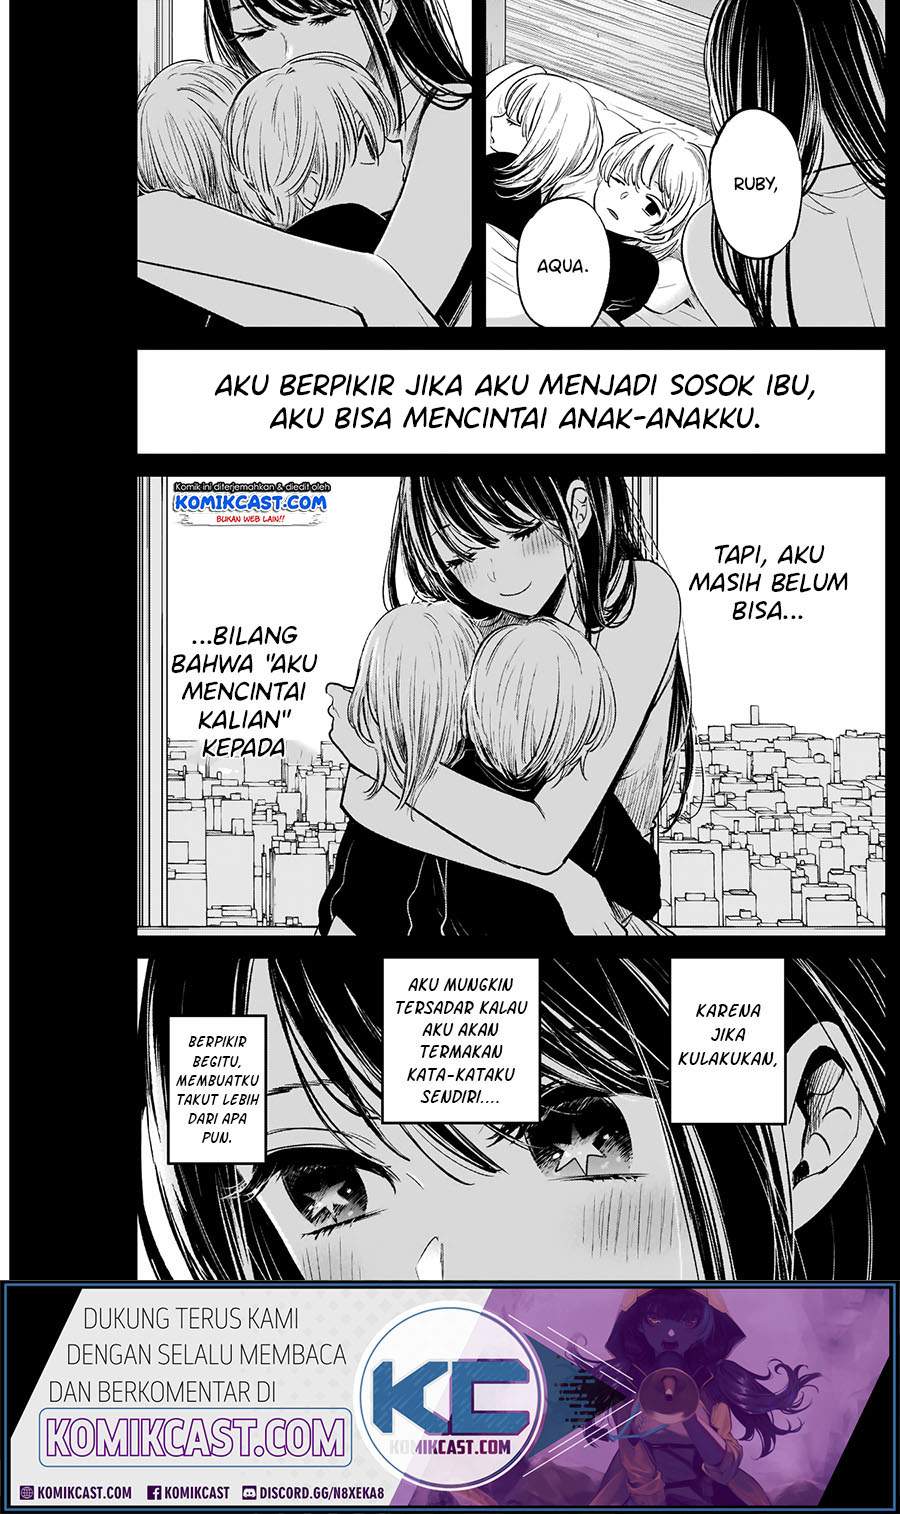 RUBY,
AQUA.
AKU BERPIKIR JIKA AKU MENJADI SOSOK IBU,
AKU BISA MENCINTAI ANAK-ANAKKU.
Komik ini diterjemahkan & diedit oleh
KOMIKCAST.COM
BUKAN WEB LAIN!!
TAPI, AKU
MASIH BELUM
BISA...
...BILANG
BAHWA "AKU
MENCINTAI
KALIAN"
KEPADA
KARENA
JIKA
KULAKUKAN,
AKU MUNGKIN
TERSADAR KALAU
AKU AKAN
TERMAKAN
KATA-KATAKU
SENDIRI....
BERPIKIR
BEGITU,
MEMBUATKU
TAKUT LEBIH
DARI APA
PUN.
DUKUNG TERUS KAMI
DENGAN SELALU MEMBACA
DAN BERKOMENTAR DI
KOMIKCAST.COM
KC
KOMIKCAST.COM
KOMIKCAST.COM KOMIKCAST DISCORD.GG/N8XEKA8